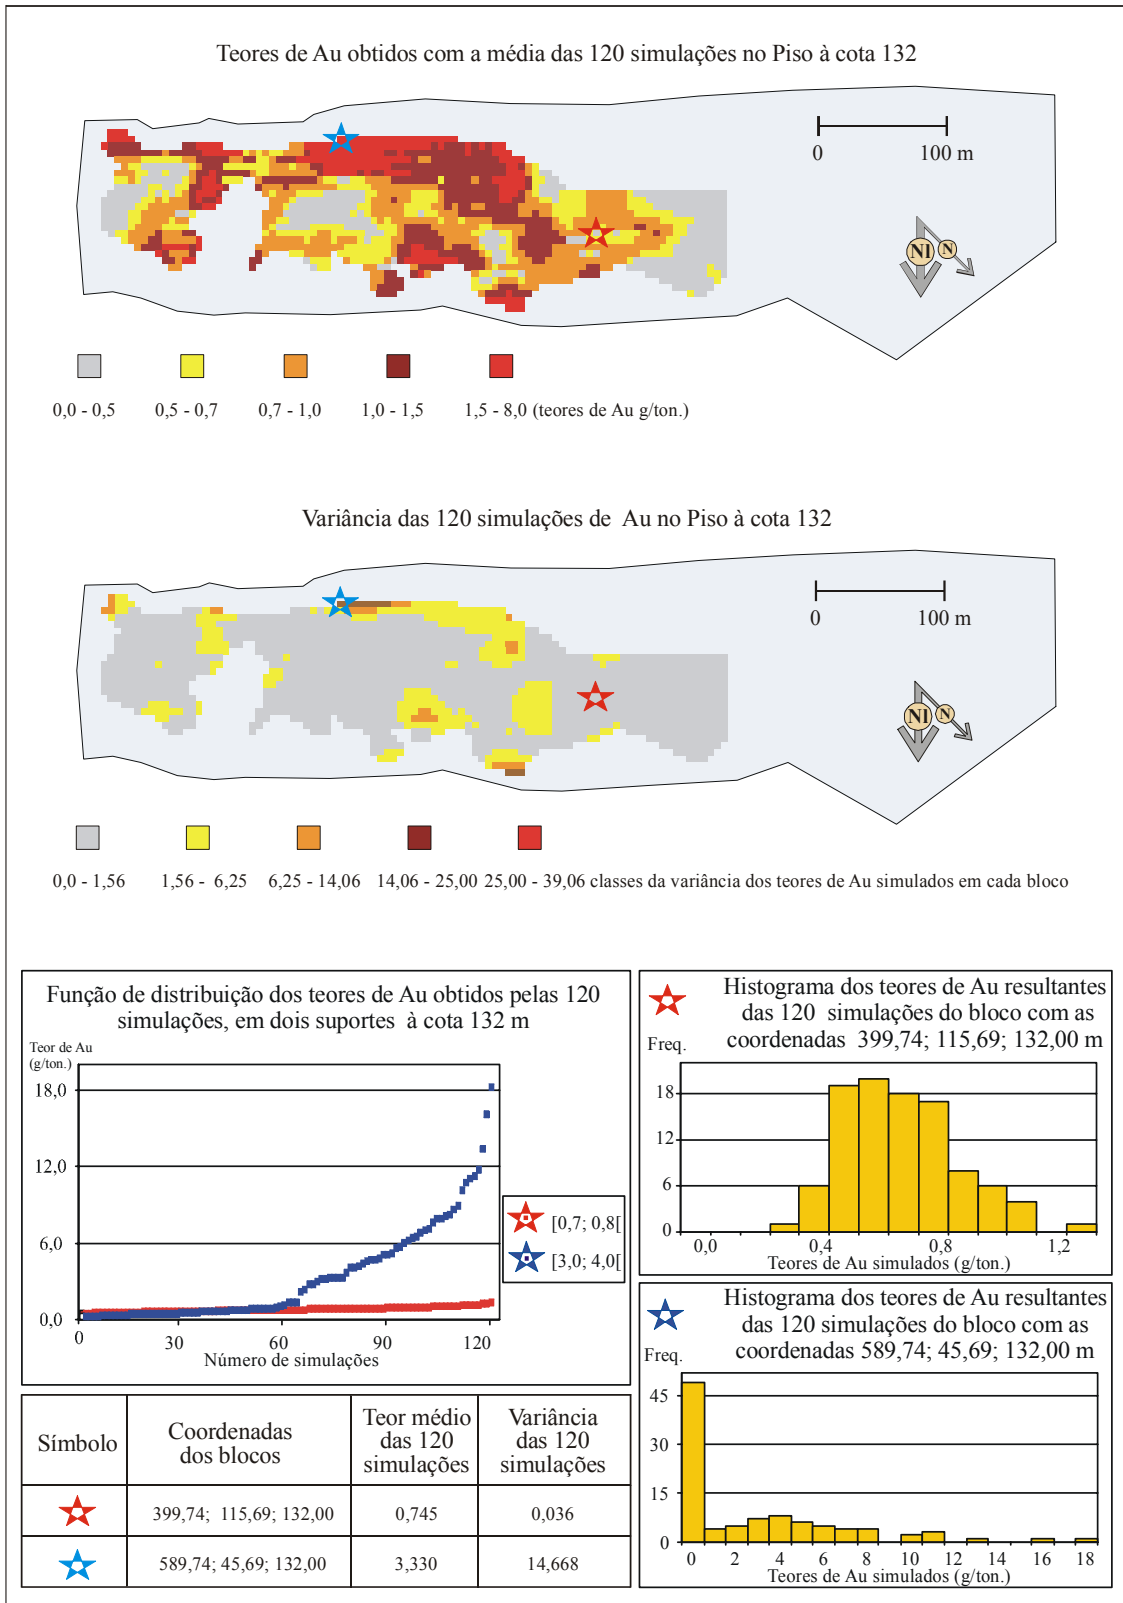 Teores de Au obtidos com a média das 120 simulações no Piso à cota 132
0 100 m
NI N
0,0 - 0,5 0,5 - 0,7 0,7 - 1,0 1,0 - 1,5 1,5 - 8,0 (teores de Au g/ton.)
Variância das 120 simulações de Au no Piso à cota 132
0 100 m
NI N
0,0 - 1,56 1,56 - 6,25 6,25 - 14,06 14,06 - 25,00 25,00 - 39,06 classes da variância dos teores de Au simulados em cada bloco
Função de distribuição dos teores de Au obtidos pelas 120
simulações, em dois suportes à cota 132 m
Teor de Au
(g/ton.)
18,0
12,0
6,0
0,0
0 30 60 90 120
Número de simulações
[0,7; 0,8[
[3,0; 4,0[
Histograma dos teores de Au resultantes
das 120 simulações do bloco com as
coordenadas 399,74; 115,69; 132,00 m
Freq.
18
12
6
0
0,0 0,4 0,8 1,2
Teores de Au simulados (g/ton.)
Histograma dos teores de Au resultantes
das 120 simulações do bloco com as
coordenadas 589,74; 45,69; 132,00 m
Freq.
45
30
15
0
0 2 4 6 8 10 12 14 16 18
Teores de Au simulados (g/ton.)
Símbolo
Coordenadas
dos blocos
Teor médio
das 120
simulações
Variância
das 120
simulações
399,74; 115,69; 132,00 0,745 0,036
589,74; 45,69; 132,00 3,330 14,668